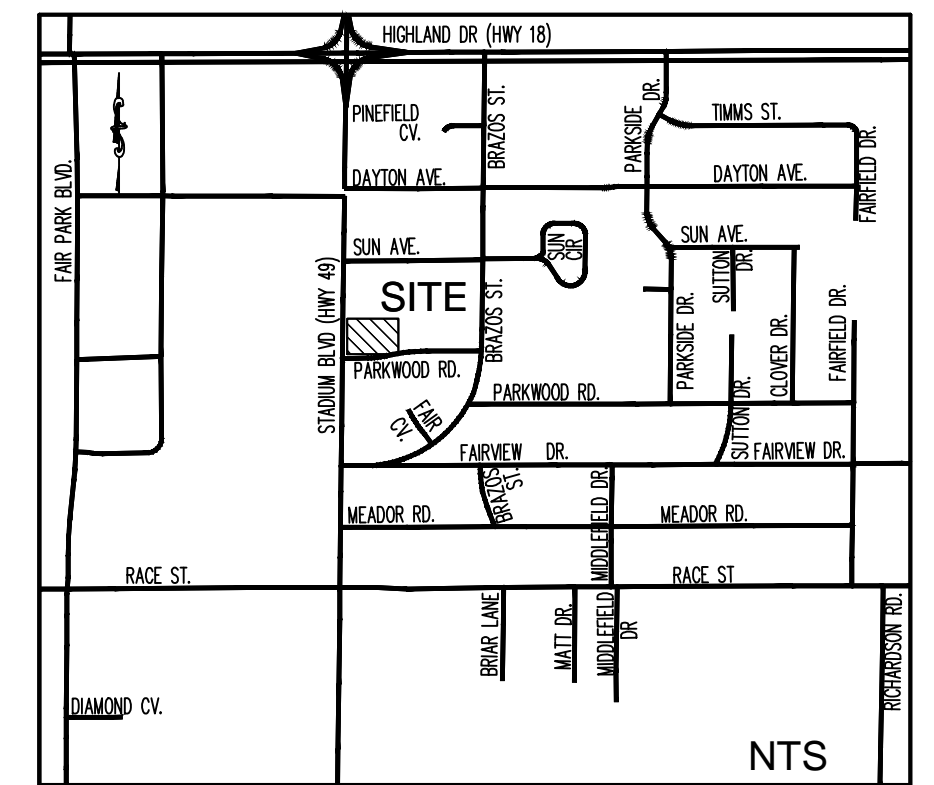 HIGHLAND DR (HWY 18)
PINEFIELD
CV.
BRAZOS ST.
PARKSIDE
DR.
TIMMS ST.
FAIRFIELD DR.
DAYTON AVE.
DAYTON AVE.
FAIR PARK BLVD.
SUN AVE.
SUN
CIR
SUN AVE.
SUTTON
DR.
STADIUM BLVD (HWY 49)
SITE
BRAZOS ST.
PARKSIDE DR.
CLOVER DR.
FAIRFIELD DR.
PARKWOOD RD.
PARKWOOD RD.
FAIR
CV.
SUTTON DR.
FAIRVIEW DR.
FAIRVIEW DR.
BRAZOS
ST.
MIDDLEFIELD DR.
MEADOR RD.
MEADOR RD.
RACE ST.
RACE ST
BRIAR LANE
MATT DR.
MIDDLEFIELD
DR
RICHARDSON RD.
DIAMOND CV.
NTS